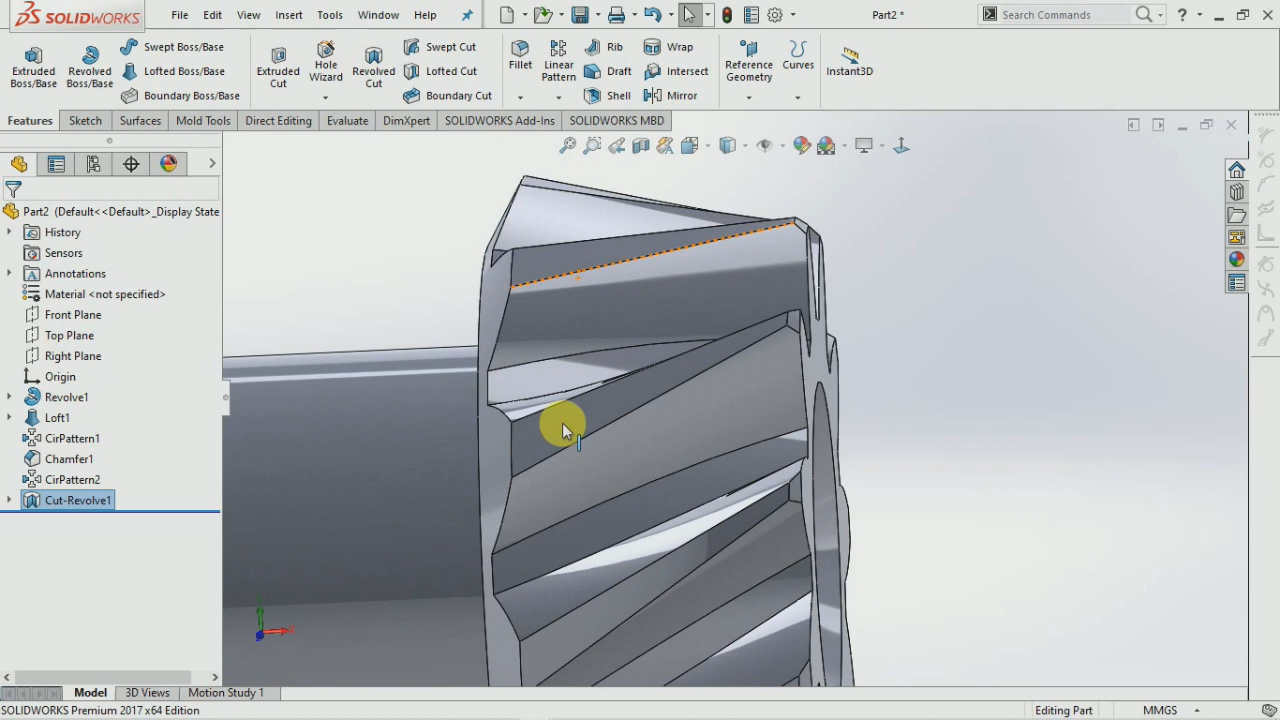 SOLIDWORKS File Edit View Insert Tools Window Help Part2 * Search Commands ?
Extruded Boss/Base Revolved Boss/Base Swept Boss/Base Lofted Boss/Base Boundary Boss/Base
Extruded Cut Hole Wizard Revolved Cut Swept Cut Lofted Cut Boundary Cut
Fillet Linear Pattern Rib Draft Shell Wrap Intersect Mirror
Reference Geometry Curves Instant3D
Features Sketch Surfaces Mold Tools Direct Editing Evaluate DimXpert SOLIDWORKS Add-Ins SOLIDWORKS MBD
Part2 (Default<<Default>_Display State
History
Sensors
Annotations
Material <not specified>
Front Plane
Top Plane
Right Plane
Origin
Revolve1
Loft1
CirPattern1
Chamfer1
CirPattern2
Cut-Revolve1
Model 3D Views Motion Study 1
SOLIDWORKS Premium 2017 x64 Edition Editing Part MMGS